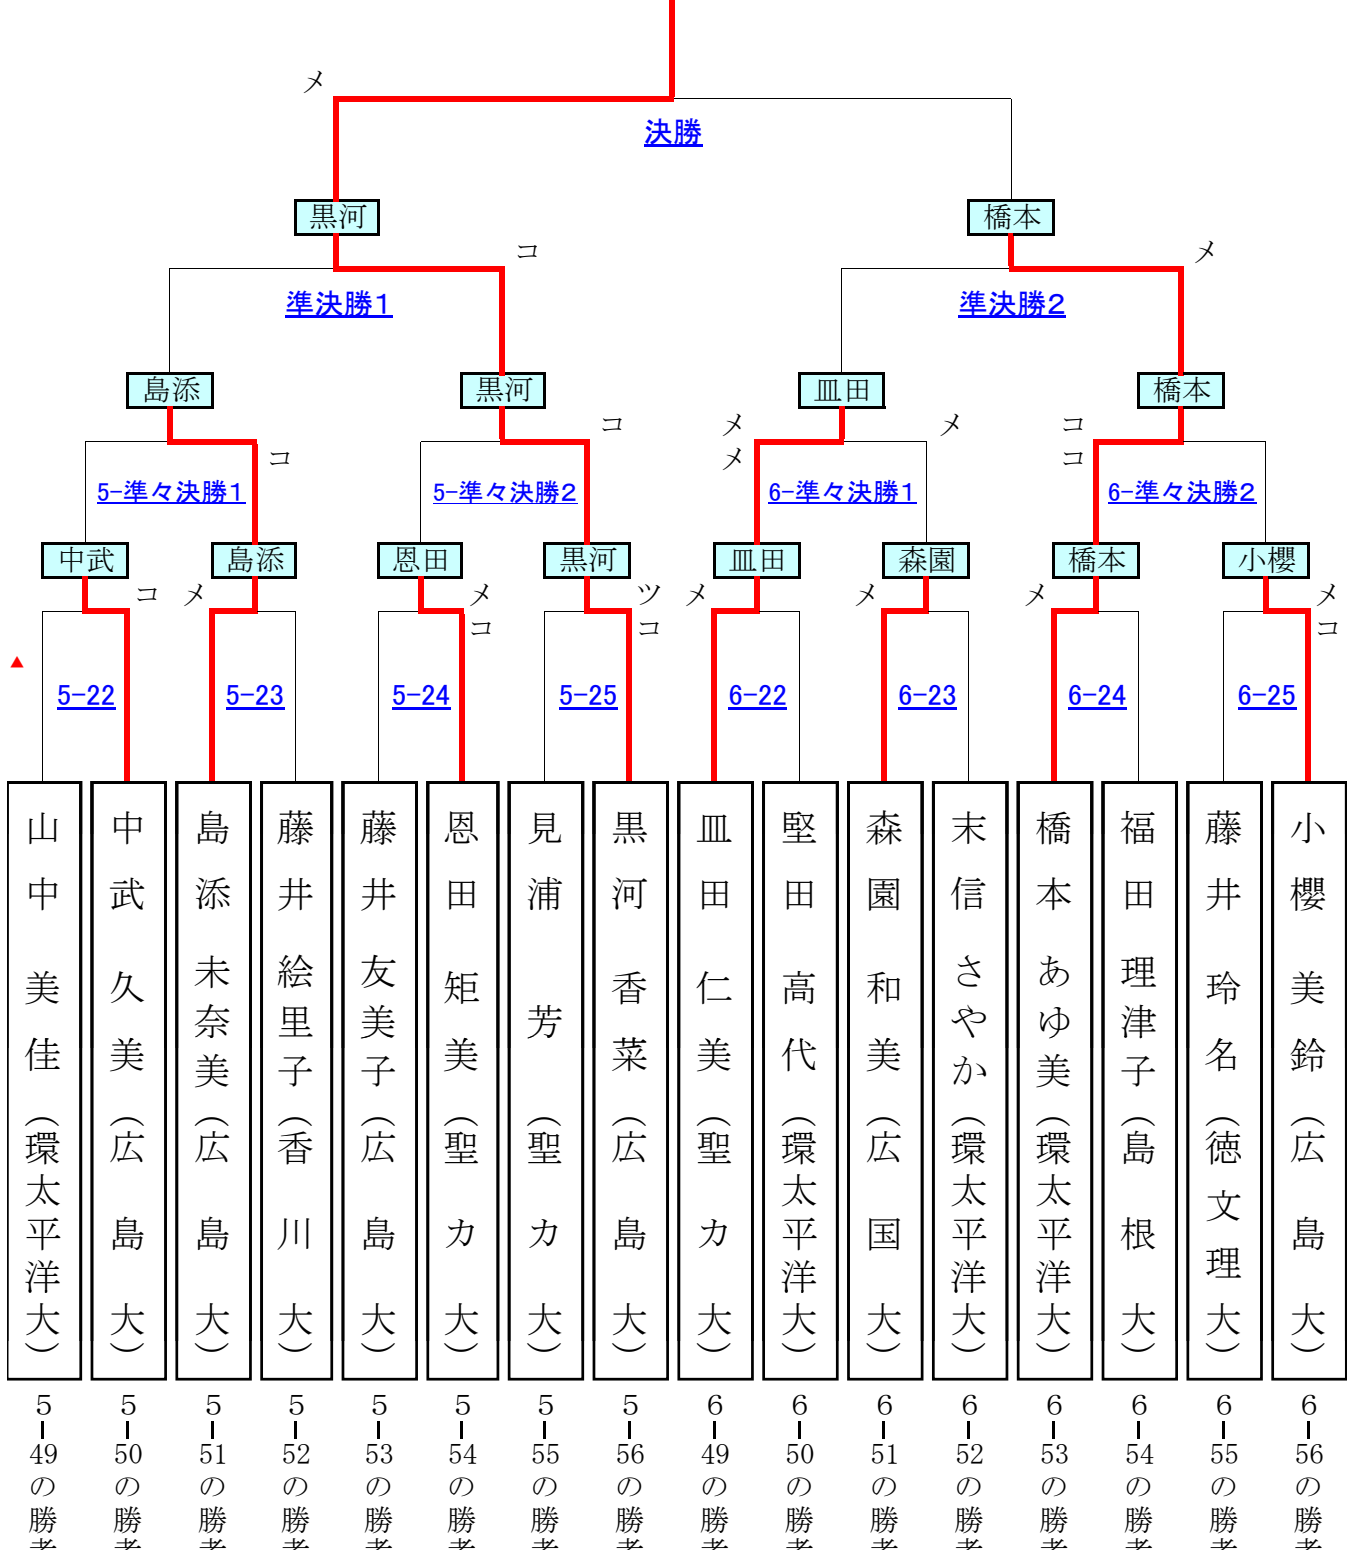 メ
決勝
黒河
橋本
コ
メ
準決勝1
準決勝2
島添
黒河
皿田
橋本
コ
コ
メ
メ
メ
コ
コ
5-準々決勝1
5-準々決勝2
6-準々決勝1
6-準々決勝2
中武
島添
恩田
黒河
皿田
森園
橋本
小櫻
コ
メ
メ
コ
ツ
コ
メ
メ
メ
メ
コ
▲
5-22
5-23
5-24
5-25
6-22
6-23
6-24
6-25
山中 美佳(環太平洋大)
中武 久美(広島大)
島添 未奈美(広島大)
藤井 絵里子(香川大)
藤井 友美子(広島大)
恩田 矩美(聖カ大)
見浦 芳(聖カ大)
黒河 香菜(広島大)
皿田 仁美(聖カ大)
堅田 高代(環太平洋大)
森園 和美(広国大)
末信 さやか(環太平洋大)
橋本 あゆ美(環太平洋大)
福田 理津子(島根大)
藤井 玲名(徳文理大)
小櫻 美鈴(広島大)
5-49の勝者
5-50の勝者
5-51の勝者
5-52の勝者
5-53の勝者
5-54の勝者
5-55の勝者
5-56の勝者
6-49の勝者
6-50の勝者
6-51の勝者
6-52の勝者
6-53の勝者
6-54の勝者
6-55の勝者
6-56の勝者